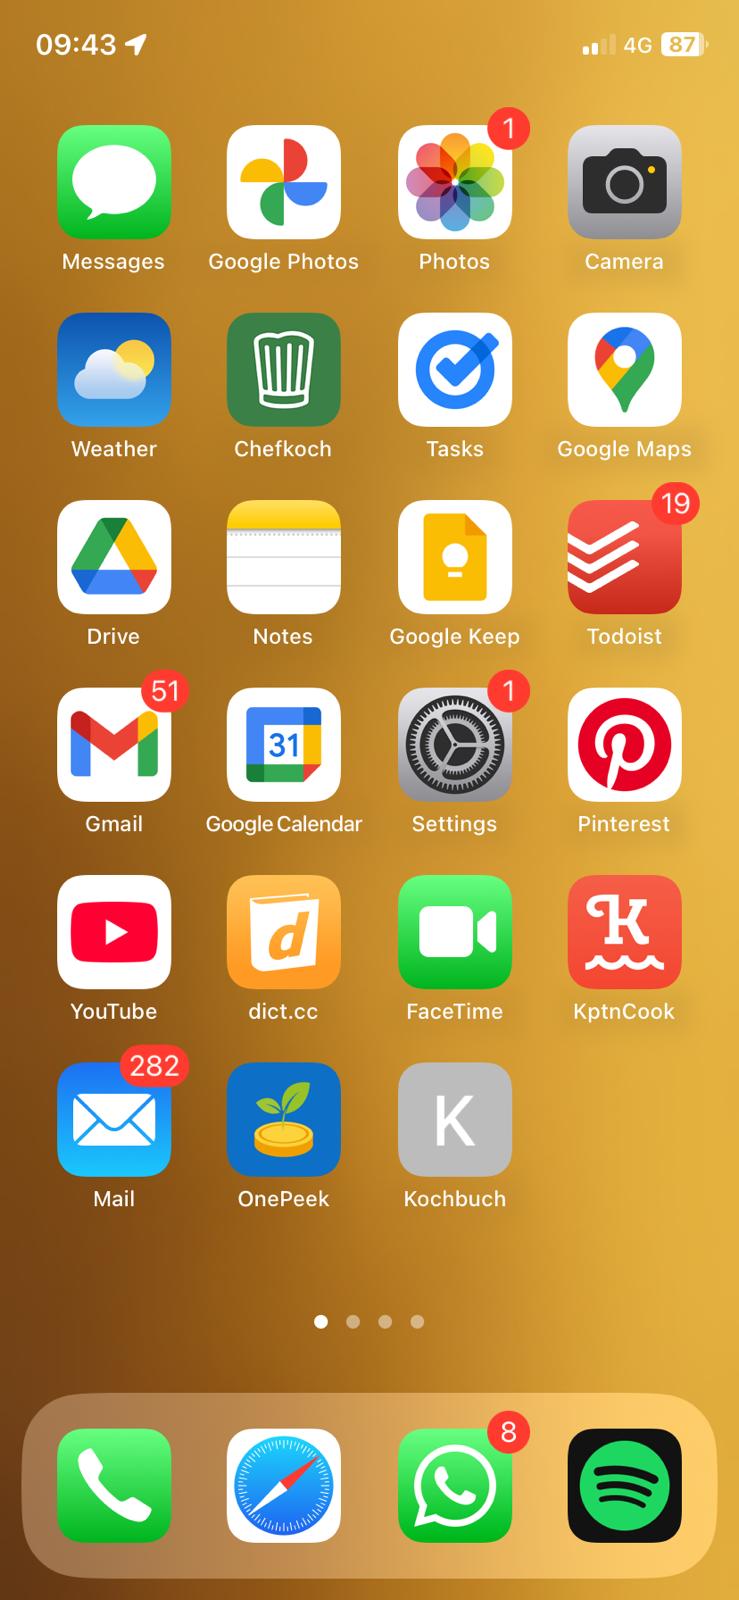 09:43 4G 87
1
Messages Google Photos Photos Camera
Weather Chefkoch Tasks Google Maps
19
Drive Notes Google Keep Todoist
51 1
31
Gmail Google Calendar Settings Pinterest
d K
YouTube dict.cc FaceTime KptnCook
282
K
Mail OnePeek Kochbuch
8